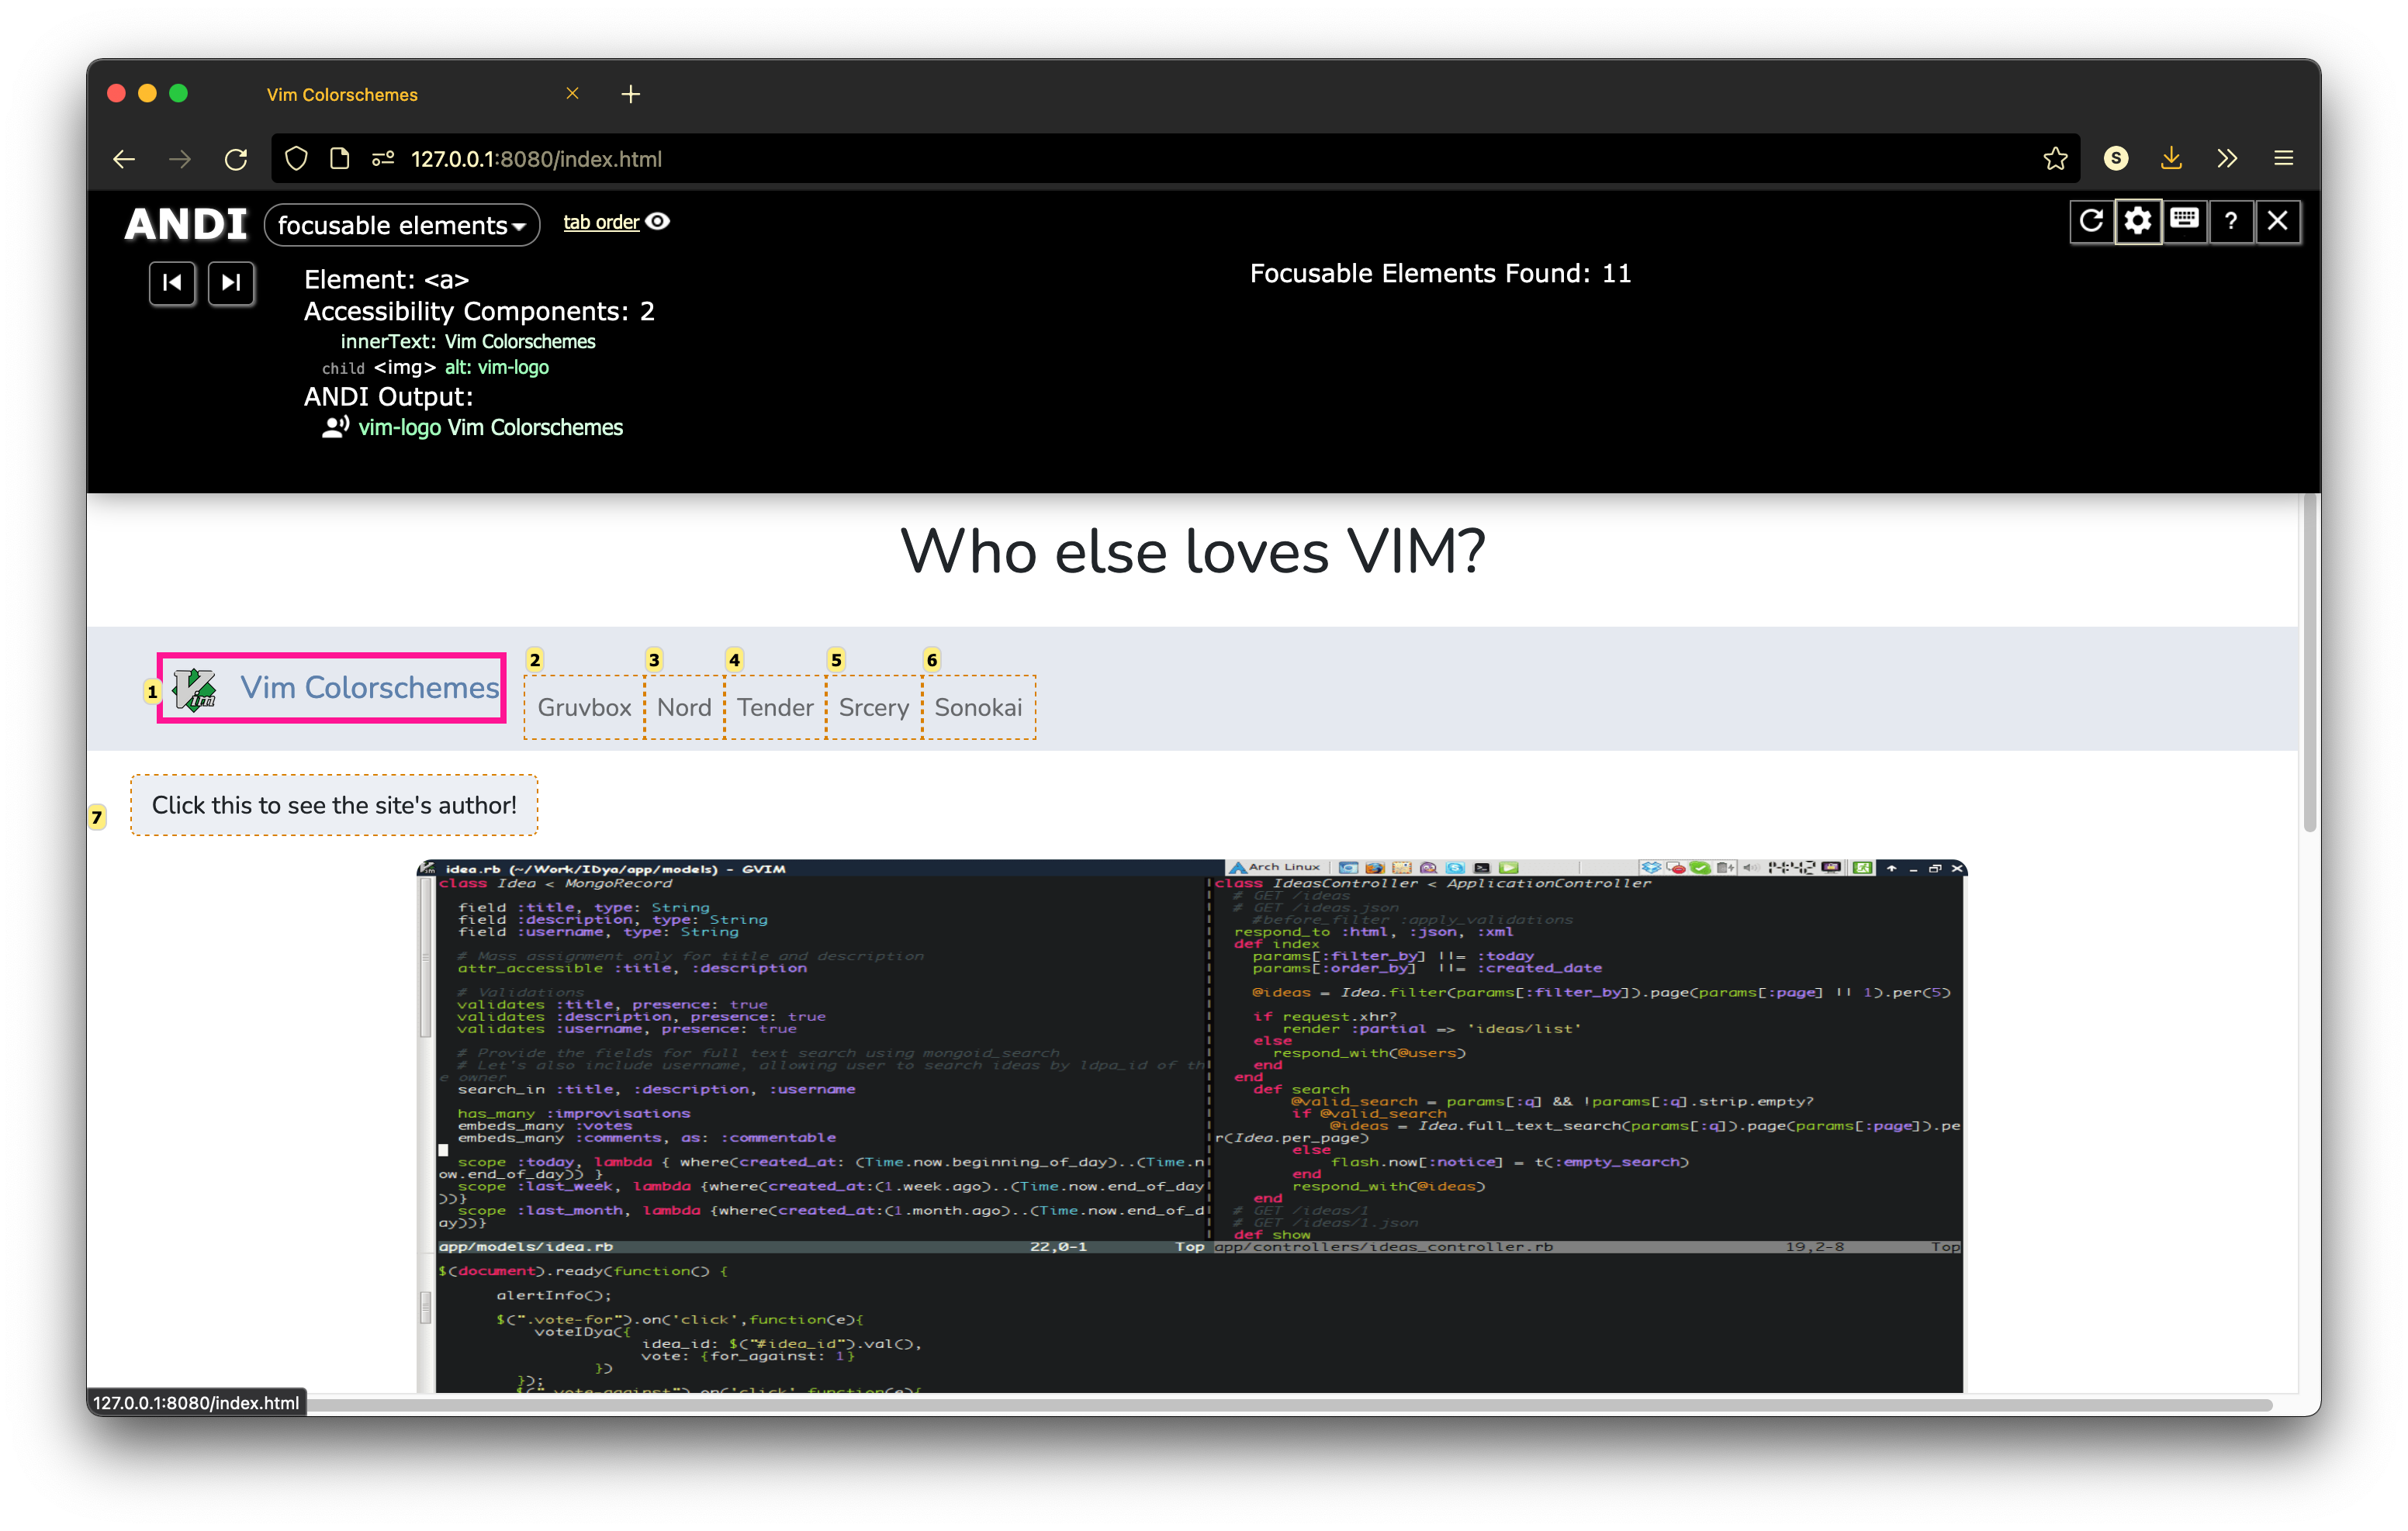 Vim Colorschemes
127.0.0.1:8080/index.html
S
ANDI
focusable elements
tab order
?
Element: <a>
Accessibility Components: 2
innerText: Vim Colorschemes
child <img> alt: vim-logo
ANDI Output:
vim-logo Vim Colorschemes
Focusable Elements Found: 11
Who else loves VIM?
1
Vim
Vim Colorschemes
2 3 4 5 6
Gruvbox Nord Tender Srcery Sonokai
7
Click this to see the site's author!
idea.rb (~/Work/IDya/app/models) - GVIM
Arch Linux
class Idea < MongoRecord
field :title, type: String
field :description, type: String
field :username, type: String
# Mass assignment only for title and description
attr_accessible :title, :description
# Validations
validates :title, presence: true
validates :description, presence: true
validates :username, presence: true
# Provide the fields for full text search using mongoid_search
# Let's also include username, allowing user to search ideas by ldpa_id of th
e owner
search_in :title, :description, :username
has_many :improvisations
embeds_many :votes
embeds_many :comments, as: :commentable
scope :today, lambda { where(created_at: (Time.now.beginning_of_day)..(Time.n
ow.end_of_day)) }
scope :last_week, lambda {where(created_at:(1.week.ago)..(Time.now.end_of_day
))}
scope :last_month, lambda {where(created_at:(1.month.ago)..(Time.now.end_of_d
ay))}
app/models/idea.rb 22,0-1 Top
class IdeasController < ApplicationController
# GET /ideas
# GET /ideas.json
#before_filter :apply_validations
respond_to :html, :json, :xml
def index
params[:filter_by] ||= :today
params[:order_by] ||= :created_date
@ideas = Idea.filter(params[:filter_by]).page(params[:page] || 1).per(5)
if request.xhr?
render :partial => 'ideas/list'
else
respond_with(@users)
end
end
def search
@valid_search = params[:q] && !params[:q].strip.empty?
if @valid_search
@ideas = Idea.full_text_search(params[:q]).page(params[:page]).pe
r(Idea.per_page)
else
flash.now[:notice] = t(:empty_search)
end
respond_with(@ideas)
end
# GET /ideas/1
# GET /ideas/1.json
def show
app/controllers/ideas_controller.rb 19,2-8 Top
$(document).ready(function() {
alertInfo();
$(".vote-for").on('click',function(e){
voteIDya({
idea_id: $("#idea_id").val(),
vote: {for_against: 1}
})
});
$(".vote-against").on('click',function(e){
127.0.0.1:8080/index.html